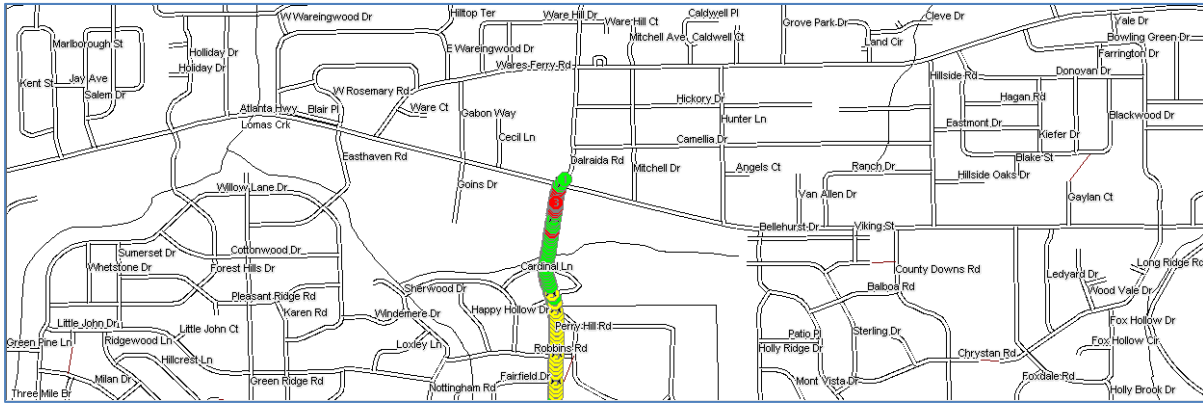 W Wareingwood Dr
Hilltop Ter
Ware Hill Dr
Ware Hill Ct
Caldwell Pl
Grove Park Dr
Cleve Dr
Yale Dr
Marlborough St
Holliday Dr
E Wareingwood Dr
Mitchell Ave
Caldwell Ct
Land Cir
Bowling Green Dr
Farrington Dr
Holiday Dr
Wares Ferry Rd
Kent St
Jay Ave
Salem Dr
W Rosemary Rd
Hillside Rd
Donovan Dr
Atlanta Hwy
Blair Pl
Ware Ct
Gabon Way
Hickory Dr
Hagan Rd
Lomas Crk
Hunter Ln
Eastmont Dr
Kiefer Dr
Blackwood Dr
Cecil Ln
Camellia Dr
Easthaven Rd
Dalraida Rd
Mitchell Dr
Angels Ct
Ranch Dr
Blake St
Willow Lane Dr
Goins Dr
Hillside Oaks Dr
Van Allen Dr
Gaylan Ct
Bellehurst Dr
Viking St
Sumerset Dr
Cottonwood Dr
Whetstone Dr
Forest Hills Dr
Cardinal Ln
County Downs Rd
Ledyard Dr
Long Ridge Rd
Sherwood Dr
Balboa Rd
Wood Vale Dr
Pleasant Ridge Rd
Karen Rd
Windemere Dr
Happy Hollow Dr
Little John Dr
Little John Ct
Perry Hill Rd
Patio Pl
Sterling Dr
Fox Hollow Dr
Green Pine Ln
Ridgewood Ln
Loxley Ln
Robbins Rd
Holly Ridge Dr
Fox Hollow Cir
Hillcrest Ln
Chrystan Rd
Milan Dr
Green Ridge Rd
Fairfield Dr
Mont Vista Dr
Foxdale Rd
Three Mile Br
Nottingham Rd
Holly Brook Dr